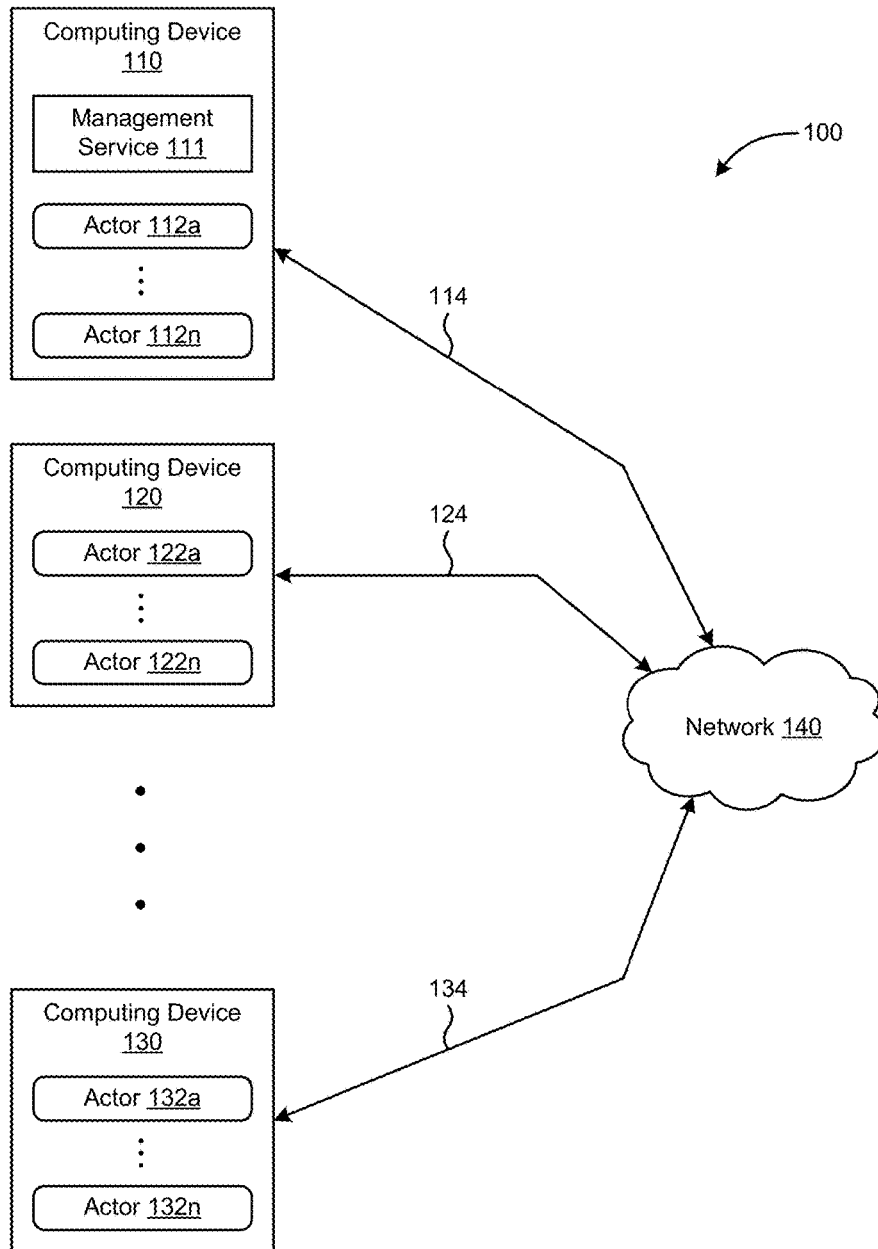 Computing Device
110
Management
Service 111
Actor 112a
Actor 112n
100
114
Computing Device
120
Actor 122a
Actor 122n
124
Network 140
Computing Device
130
Actor 132a
Actor 132n
134